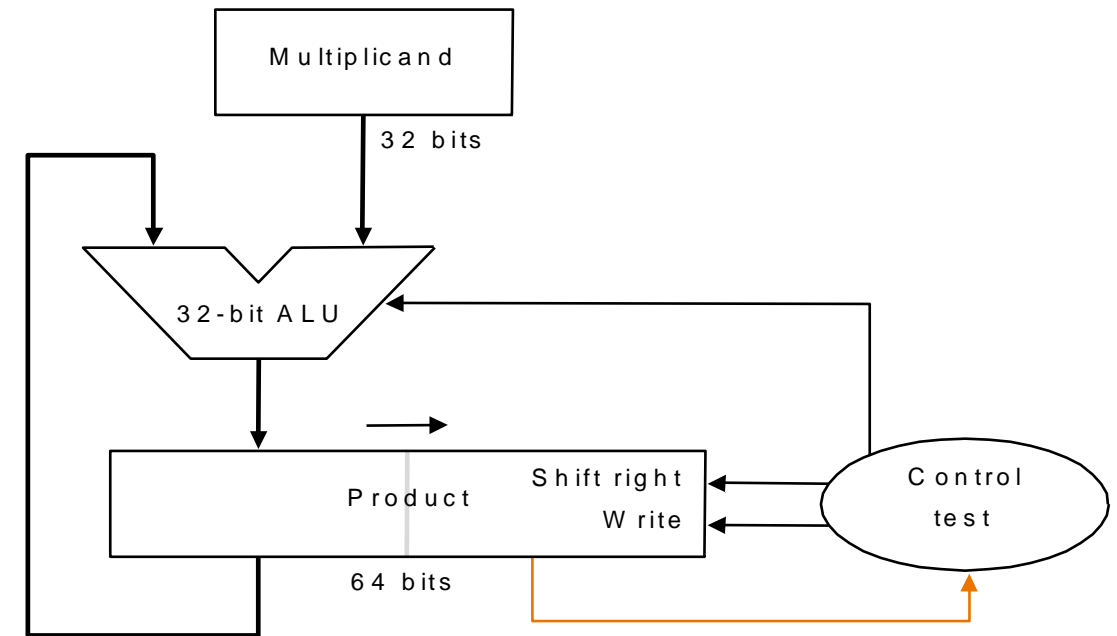 Multiplicand
32 bits
32-bit ALU
Product
Shift right
Write
64 bits
Control
test